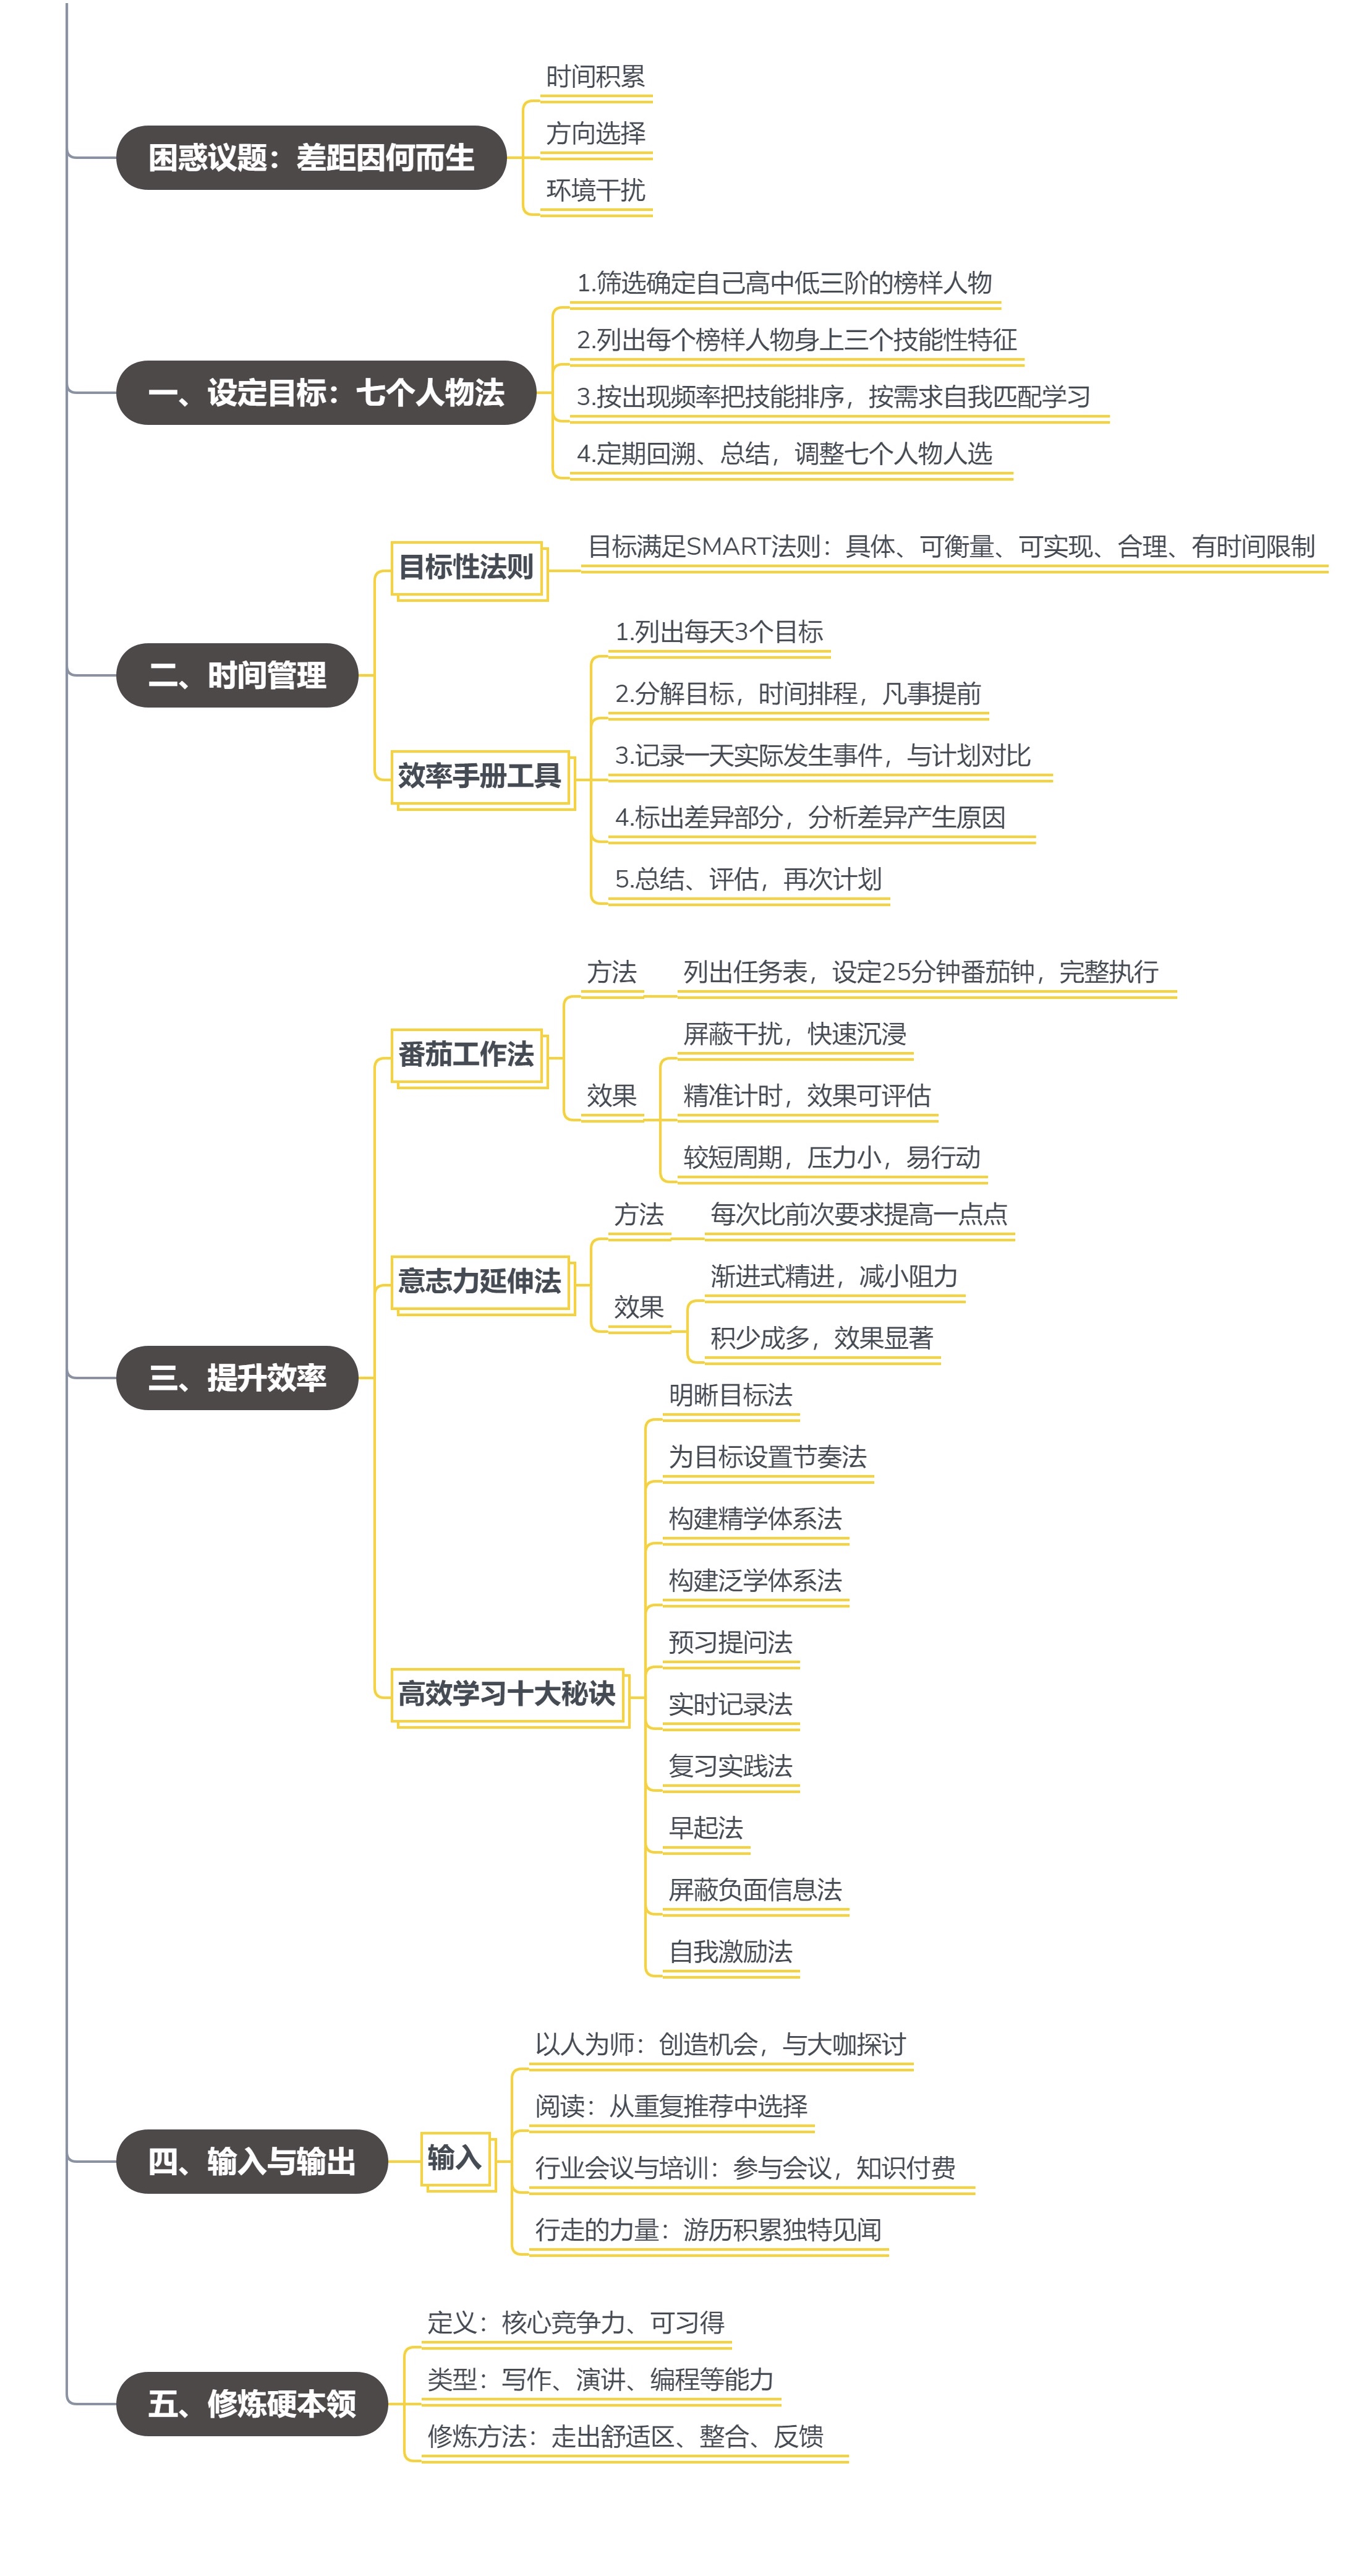 困惑议题：差距因何而生
时间积累
方向选择
环境干扰
一、设定目标：七个人物法
1.筛选确定自己高中低三阶的榜样人物
2.列出每个榜样人物身上三个技能性特征
3.按出现频率把技能排序，按需求自我匹配学习
4.定期回溯、总结，调整七个人物人选
二、时间管理
目标性法则
目标满足SMART法则：具体、可衡量、可实现、合理、有时间限制
效率手册工具
1.列出每天3个目标
2.分解目标，时间排程，凡事提前
3.记录一天实际发生事件，与计划对比
4.标出差异部分，分析差异产生原因
5.总结、评估，再次计划
三、提升效率
番茄工作法
方法
列出任务表，设定25分钟番茄钟，完整执行
效果
屏蔽干扰，快速沉浸
精准计时，效果可评估
较短周期，压力小，易行动
意志力延伸法
方法
每次比前次要求提高一点点
效果
渐进式精进，减小阻力
积少成多，效果显著
高效学习十大秘诀
明晰目标法
为目标设置节奏法
构建精学体系法
构建泛学体系法
预习提问法
实时记录法
复习实践法
早起法
屏蔽负面信息法
自我激励法
四、输入与输出
输入
以人为师：创造机会，与大咖探讨
阅读：从重复推荐中选择
行业会议与培训：参与会议，知识付费
行走的力量：游历积累独特见闻
五、修炼硬本领
定义：核心竞争力、可习得
类型：写作、演讲、编程等能力
修炼方法：走出舒适区、整合、反馈